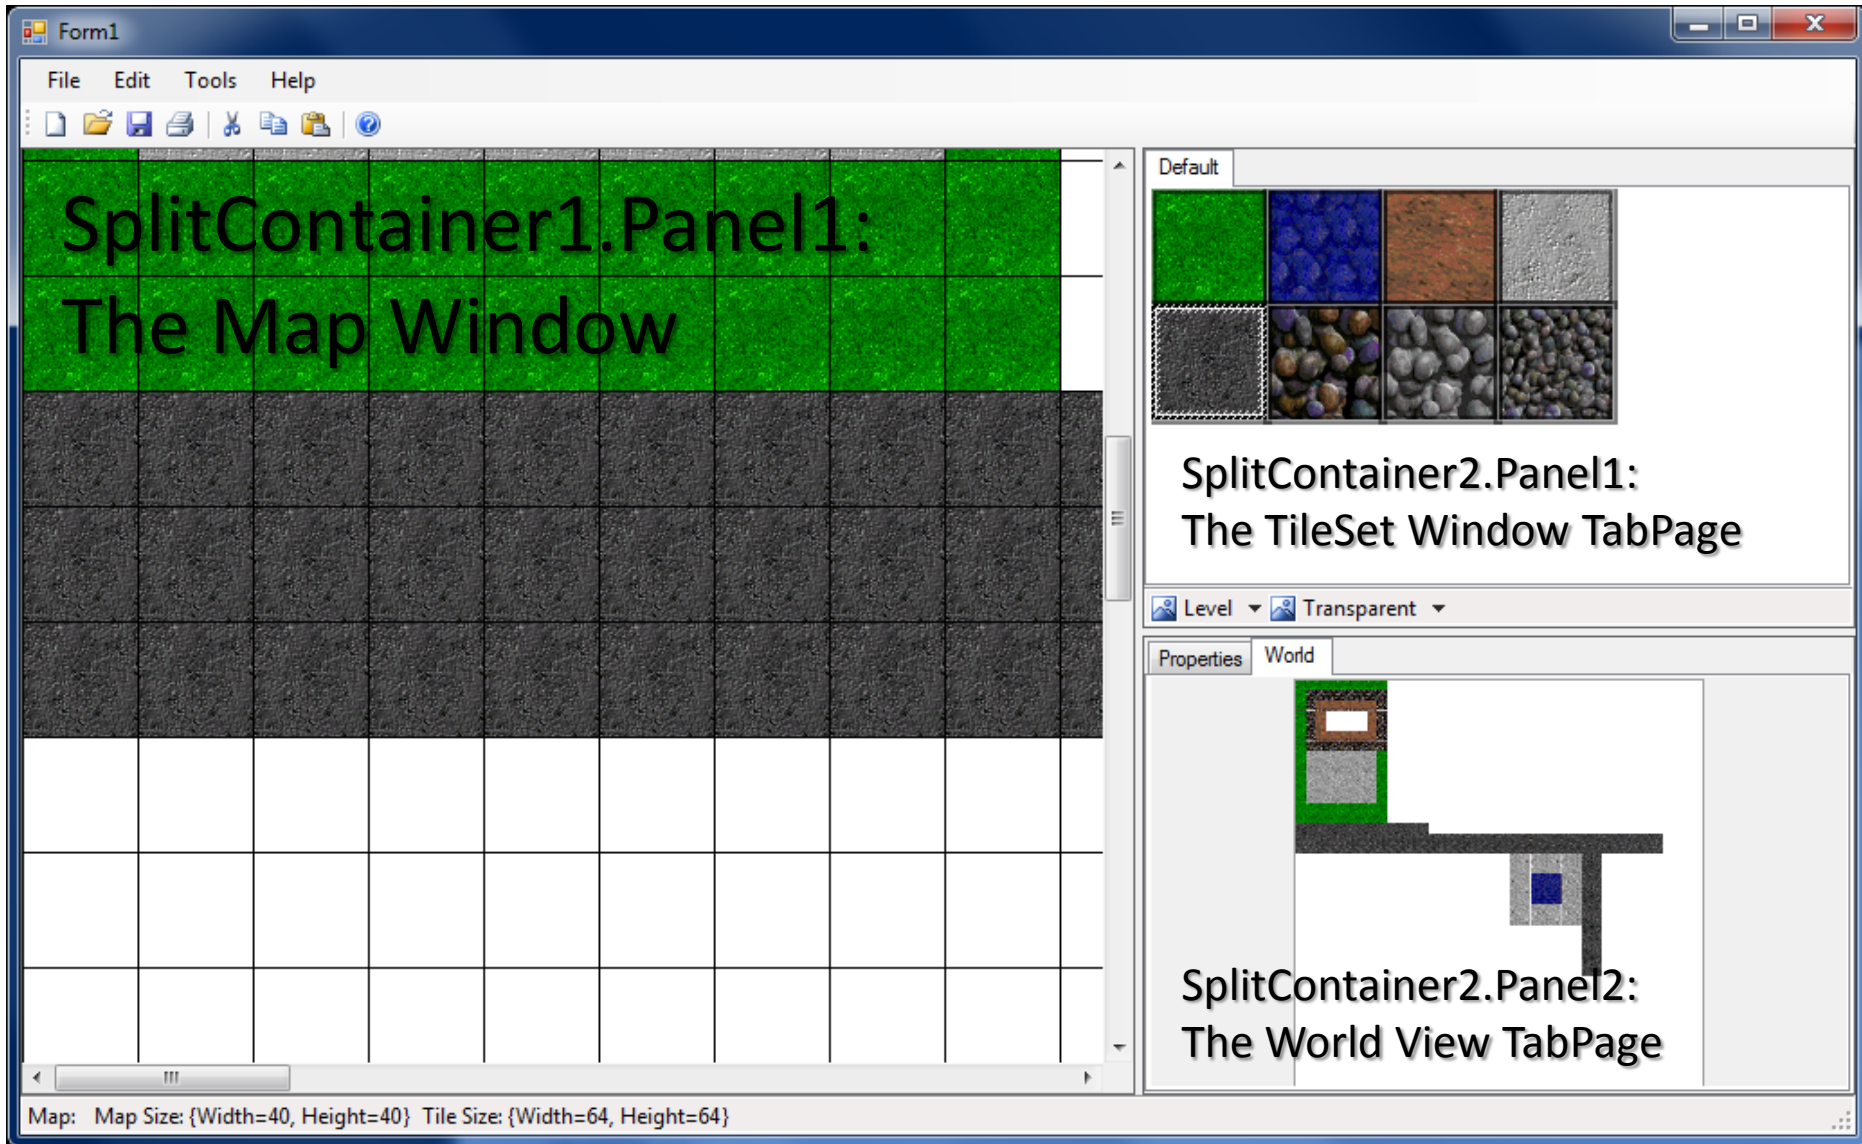 Form1
File Edit Tools Help
Default
SplitContainer1.Panel1:
The Map Window
SplitContainer2.Panel1:
The TileSet Window TabPage
Level Transparent
Properties World
SplitContainer2.Panel2:
The World View TabPage
Map: Map Size: {Width=40, Height=40} Tile Size: {Width=64, Height=64}